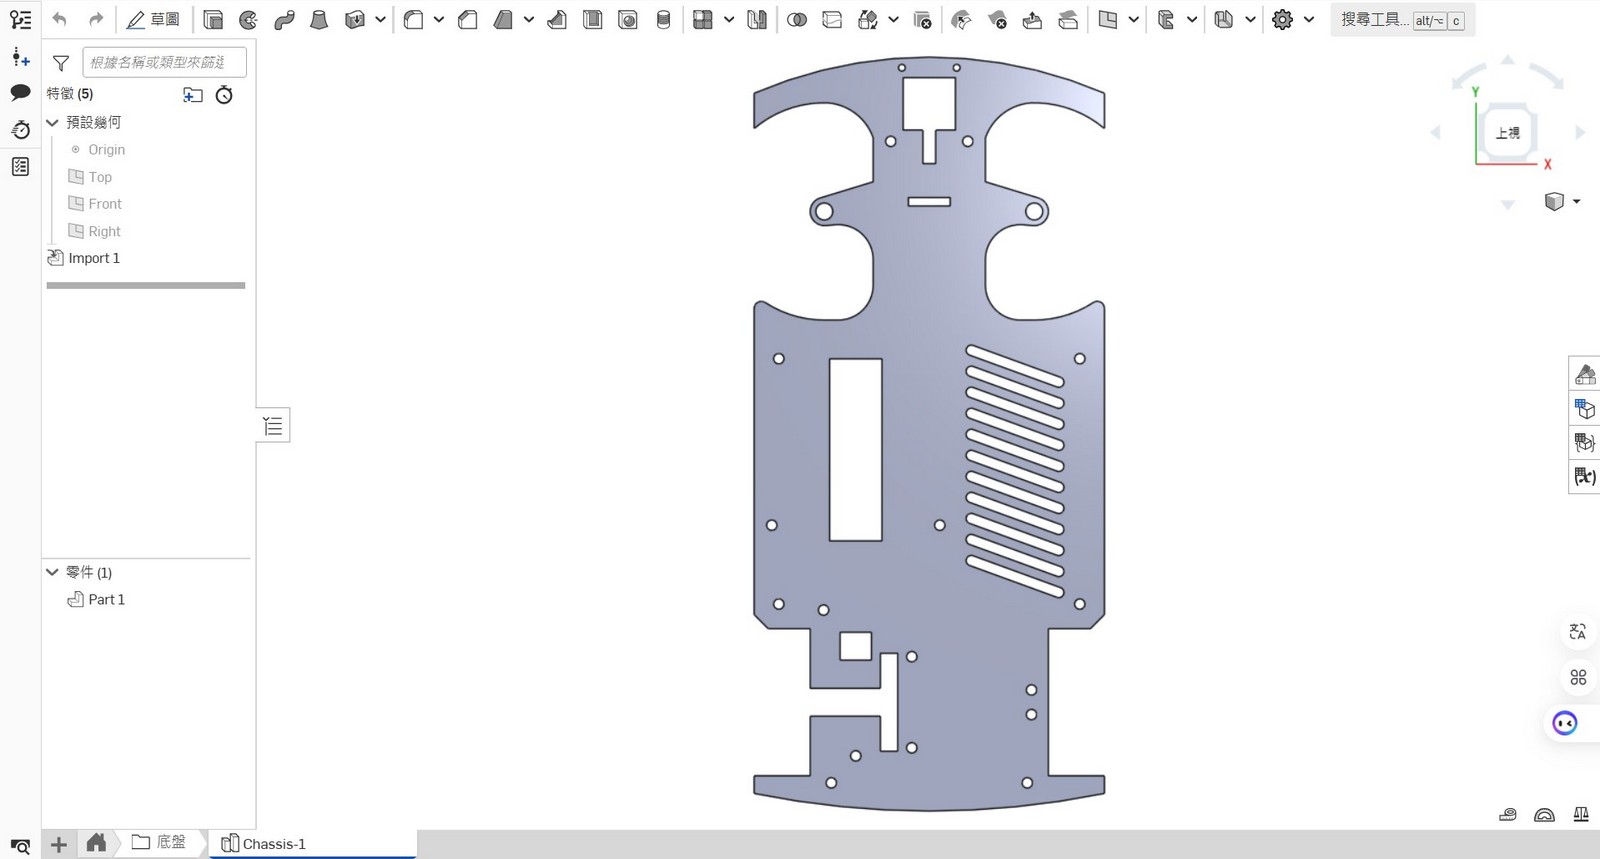 草圖
搜尋工具... alt/⌥ c
根據名稱或類型來篩選
特徵 (5)
預設幾何
Origin
Top
Front
Right
Import 1
零件 (1)
Part 1
Y
上視
X
底盤
Chassis-1